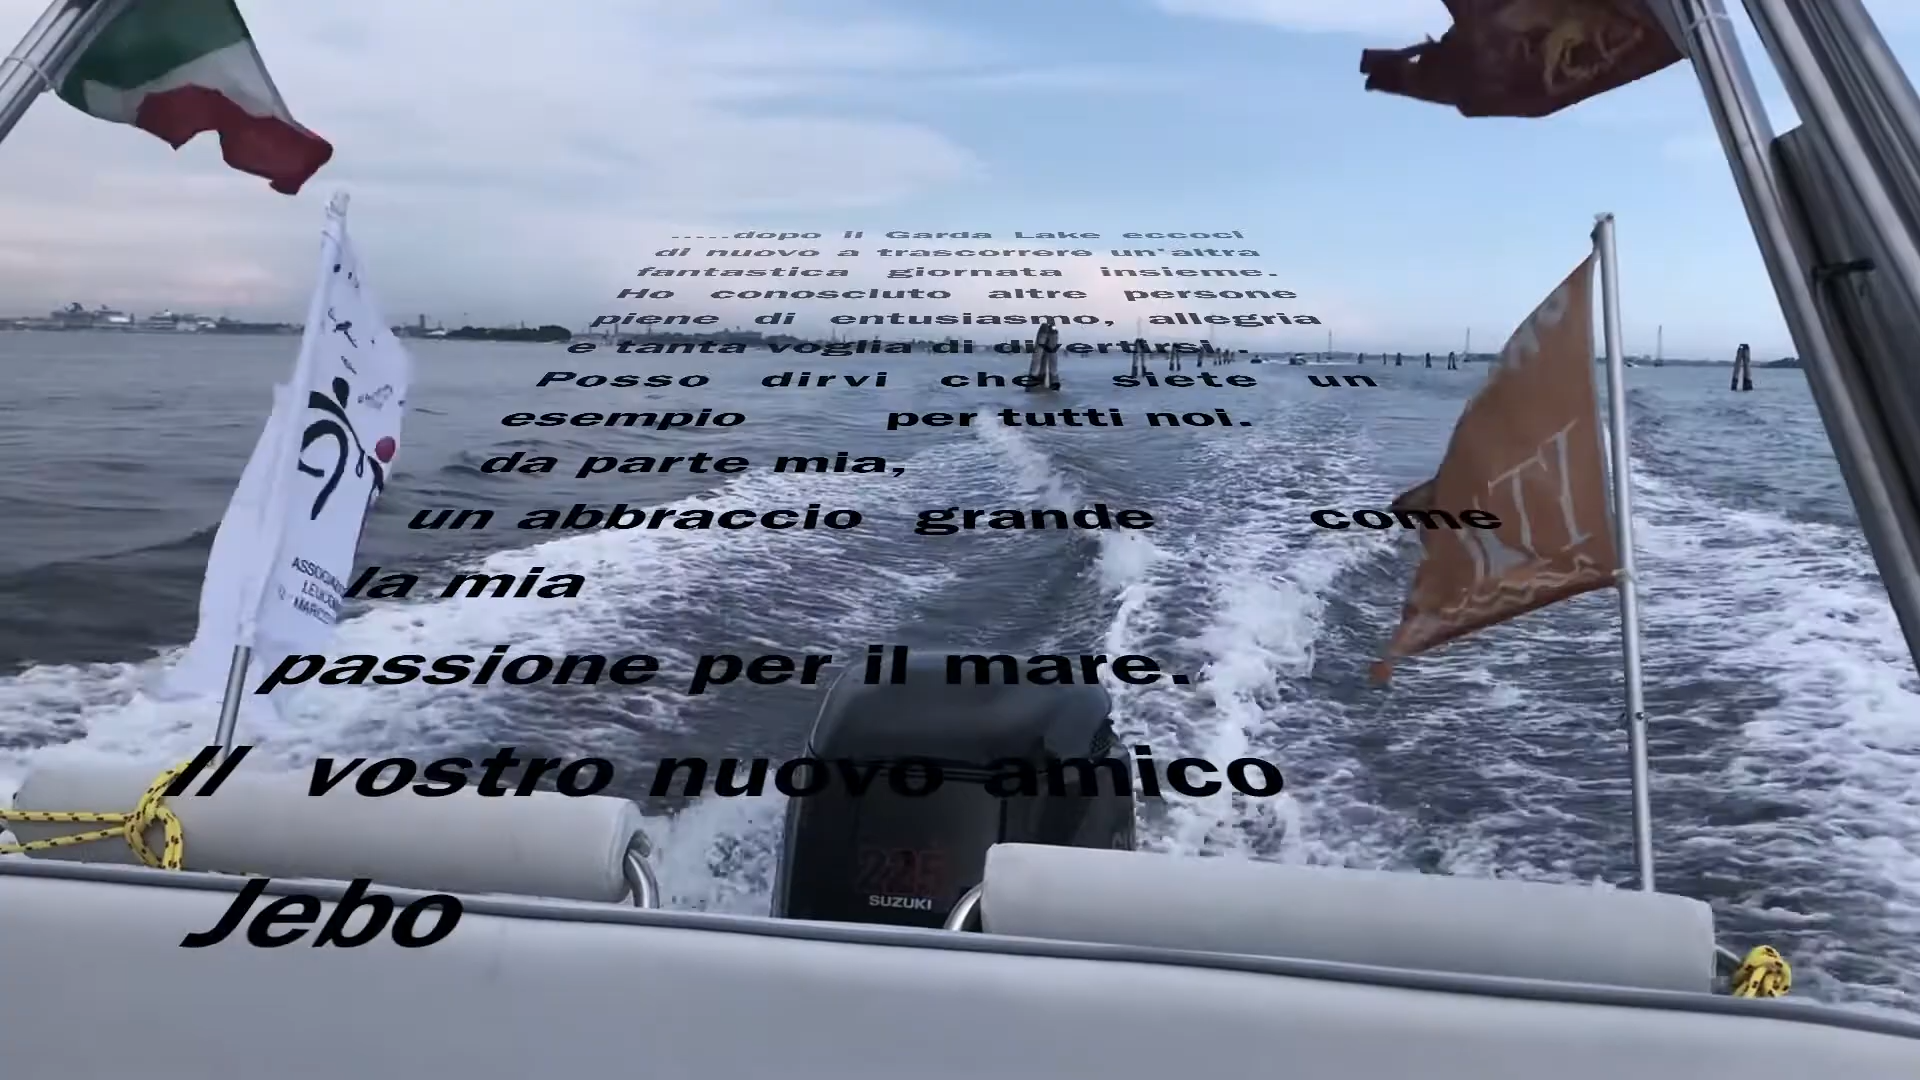 .....dopo il Garda Lake eccoci
di nuovo a trascorrere un'altra
fantastica giornata insieme.
Ho conosciuto altre persone
piene di entusiasmo, allegria
e tanta voglia di divertirsi..
Posso dirvi che, siete un
esempio per tutti noi.
da parte mia,
un abbraccio grande come
la mia
passione per il mare.
Il vostro nuovo amico
Jebo
225
SUZUKI